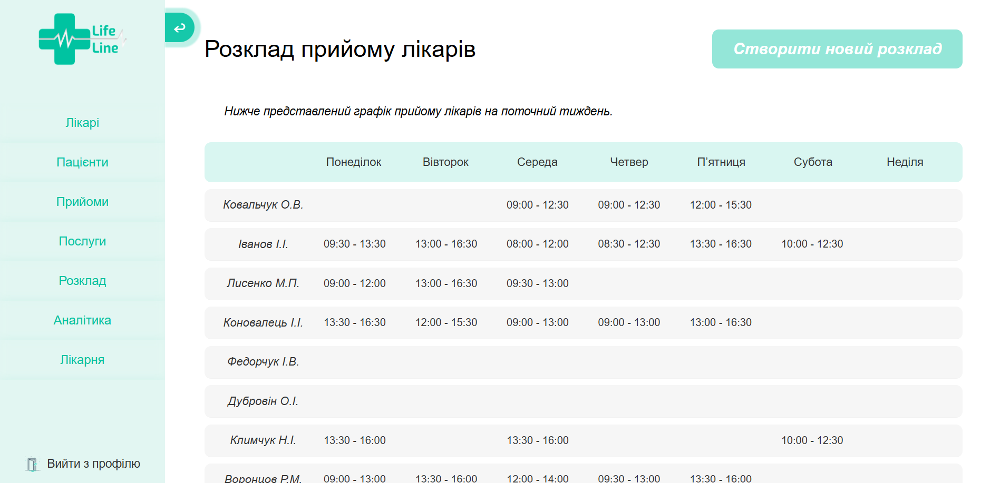 Life
Line
Розклад прийому лікарів
Створити новий розклад
Нижче представлений графік прийому лікарів на поточний тиждень.
Лікарі
Пацієнти
Прийоми
Послуги
Розклад
Аналітика
Лікарня
Вийти з профілю
Понеділок Вівторок Середа Четвер П’ятниця Субота Неділя
Ковальчук О.В. 09:00 - 12:30 09:00 - 12:30 12:00 - 15:30
Іванов І.І. 09:30 - 13:30 13:00 - 16:30 08:00 - 12:00 08:30 - 12:30 13:30 - 16:30 10:00 - 12:30
Лисенко М.П. 09:00 - 12:00 13:00 - 16:30 09:30 - 13:00
Коновалець І.І. 13:30 - 16:30 12:00 - 15:30 09:00 - 13:00 09:00 - 13:00 13:00 - 16:30
Федорчук І.В.
Дубровін О.І.
Климчук Н.І. 13:30 - 16:00 13:30 - 16:00 10:00 - 12:30
Воронцов Р.М. 09:00 - 13:00 13:30 - 16:00 12:00 - 14:00 09:30 - 13:00 13:30 - 16:00